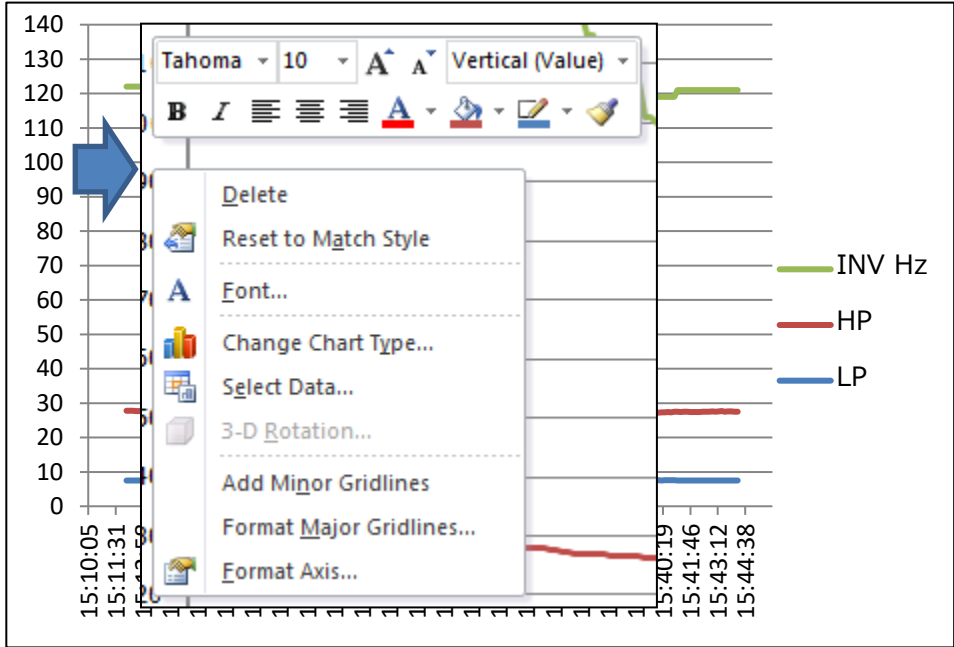 140
130
120
110
100
90
80
70
60
50
40
30
20
10
0
Tahoma 10 A A Vertical (Value)
B I A
Delete
Reset to Match Style
A Font...
Change Chart Type...
Select Data...
3-D Rotation...
Add Minor Gridlines
Format Major Gridlines...
Format Axis...
INV Hz
HP
LP
15:10:05
15:11:31
15:40:19
15:41:46
15:43:12
15:44:38